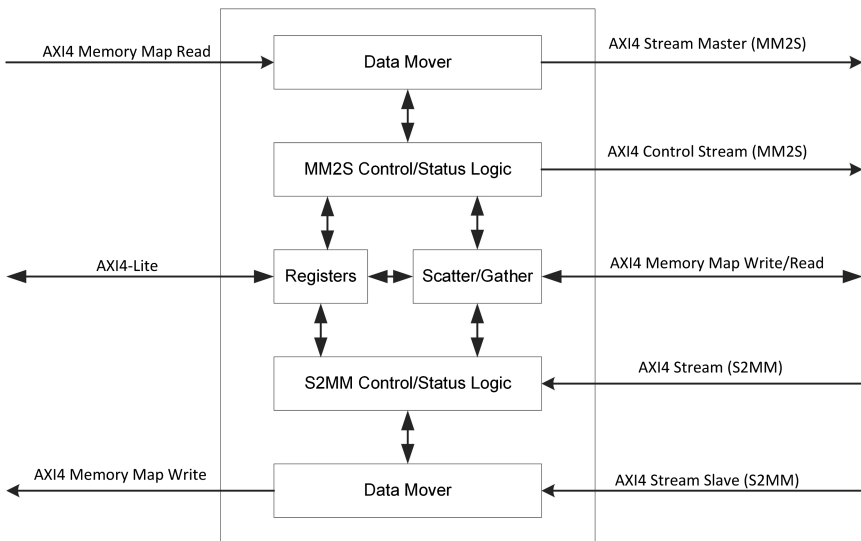 AXI4 Memory Map Read
Data Mover
AXI4 Stream Master (MM2S)
MM2S Control/Status Logic
AXI4 Control Stream (MM2S)
AXI4-Lite
Registers
Scatter/Gather
AXI4 Memory Map Write/Read
S2MM Control/Status Logic
AXI4 Stream (S2MM)
AXI4 Memory Map Write
Data Mover
AXI4 Stream Slave (S2MM)